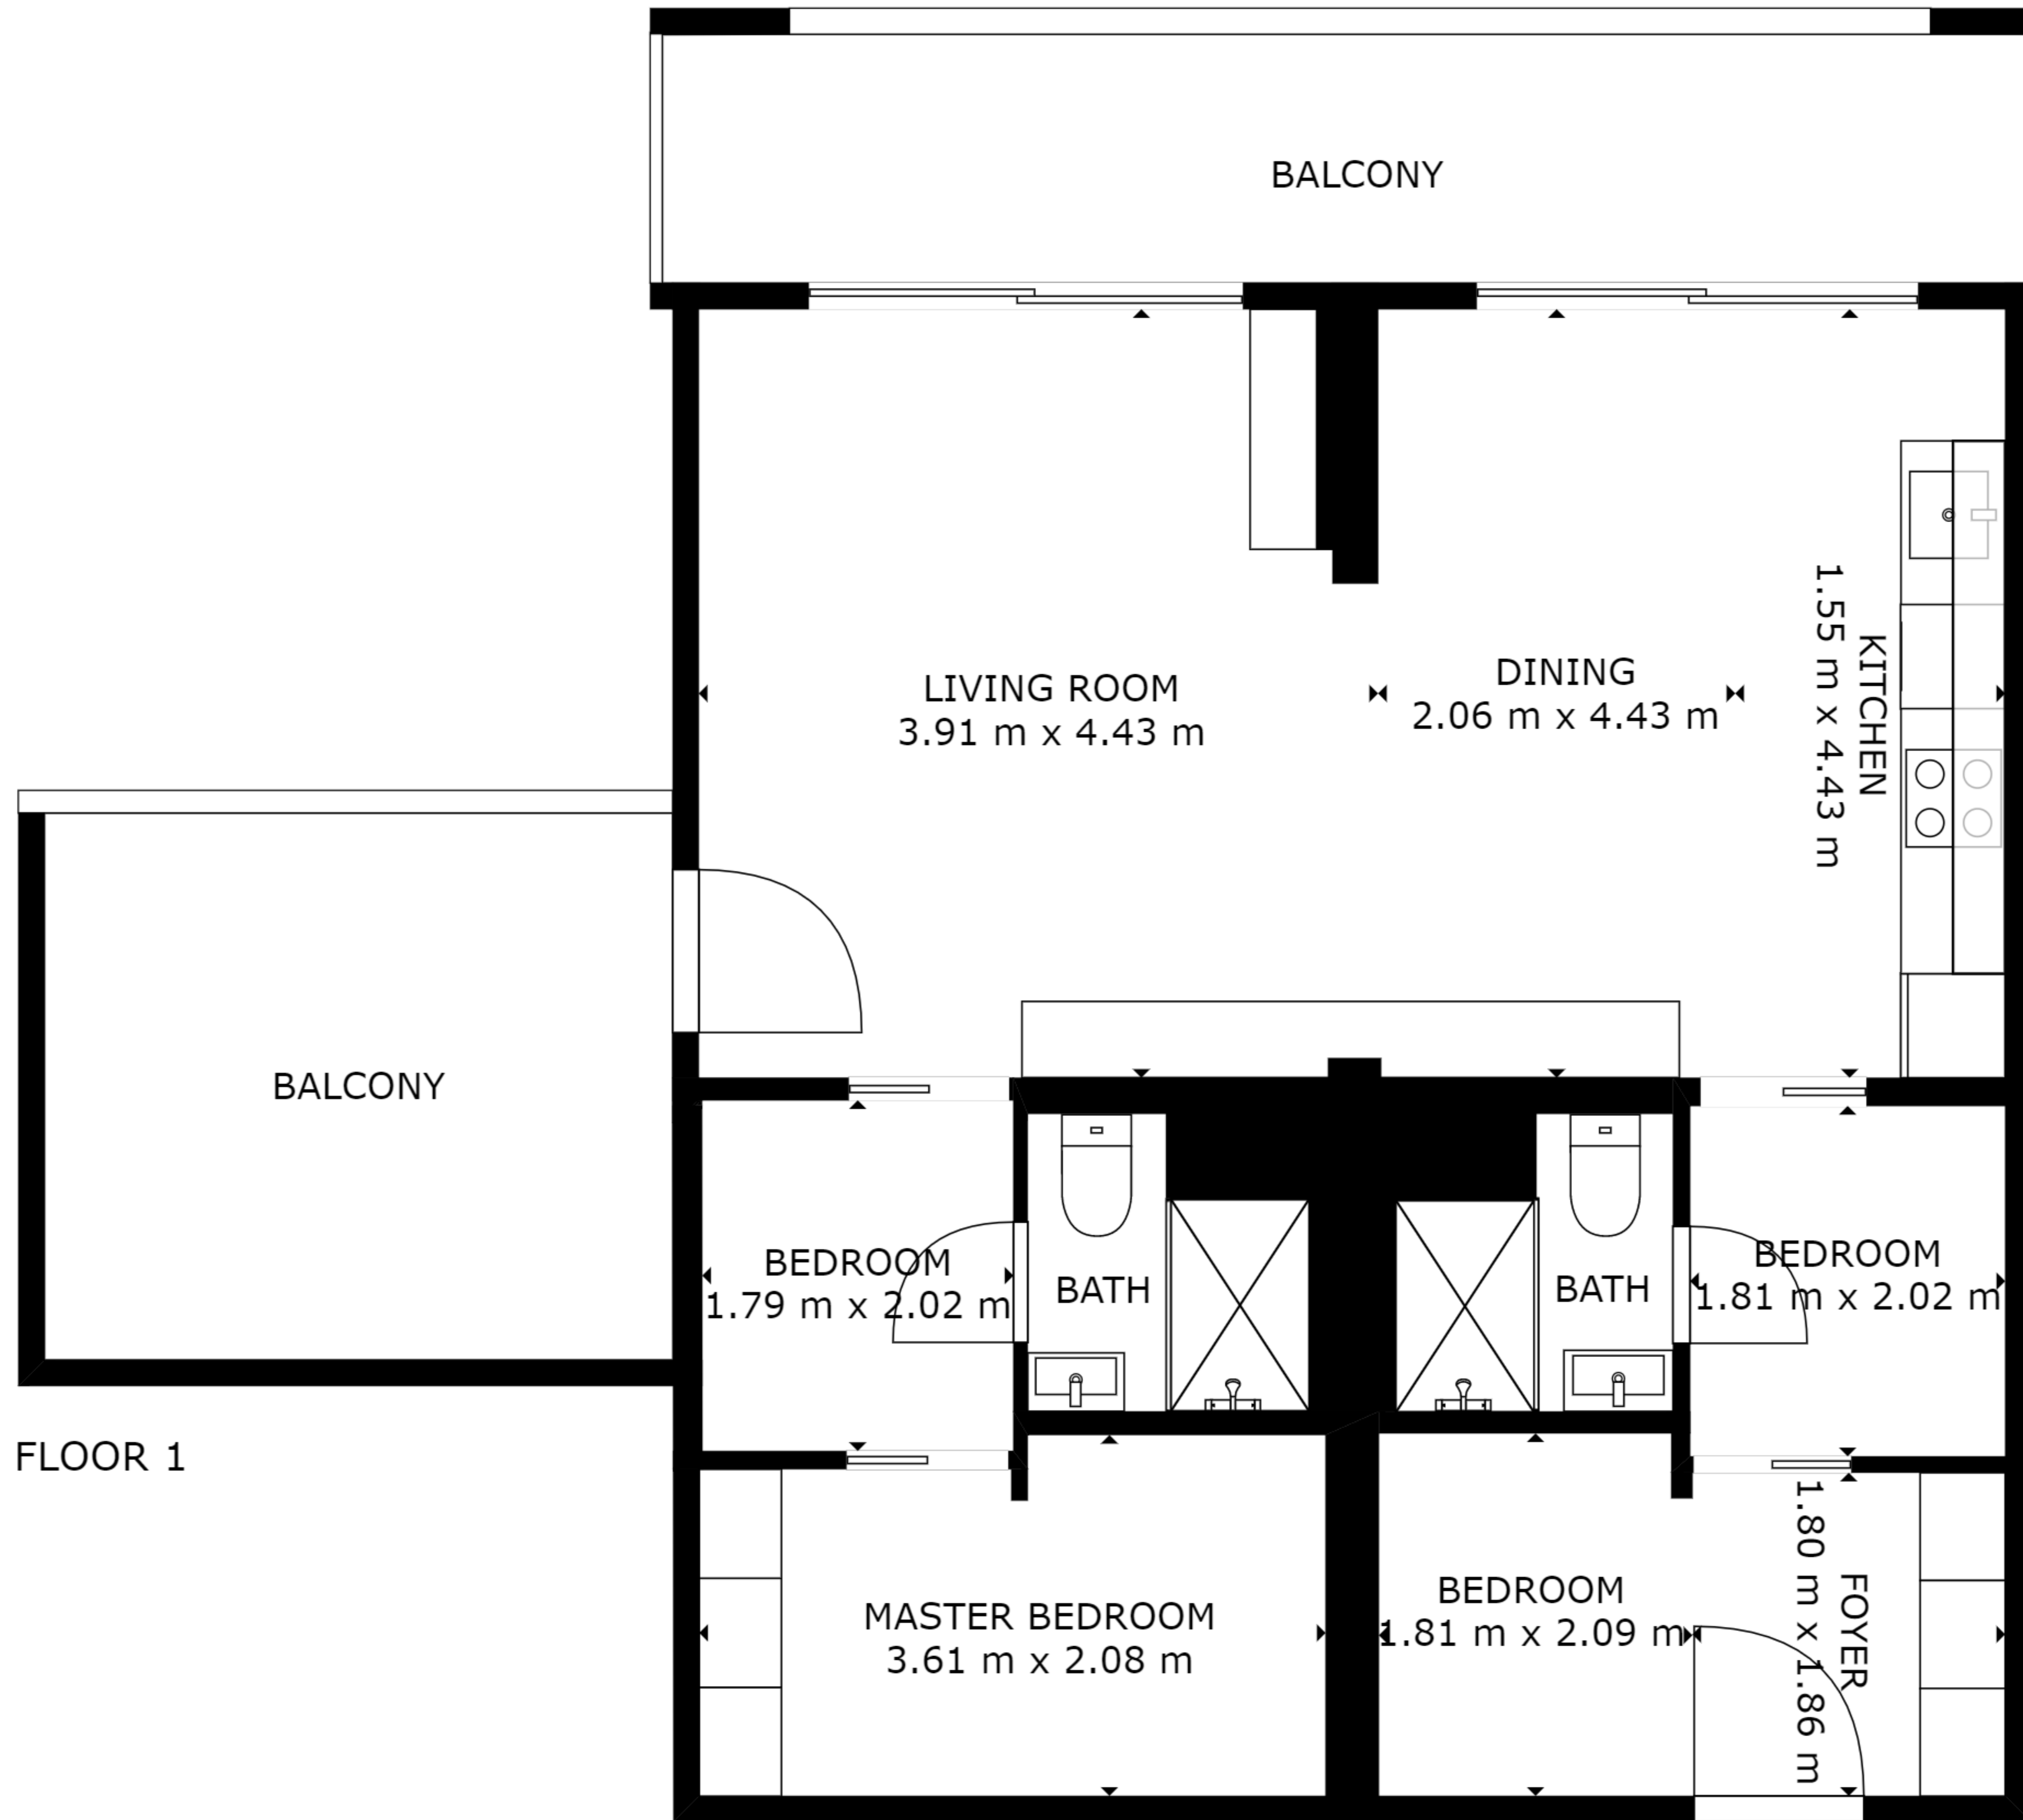 BALCONY
LIVING ROOM
3.91 m x 4.43 m
DINING
2.06 m x 4.43 m
KITCHEN
1.55 m x 4.43 m
BALCONY
BEDROOM
1.79 m x 2.02 m
BATH
BATH
BEDROOM
1.81 m x 2.02 m
FLOOR 1
MASTER BEDROOM
3.61 m x 2.08 m
BEDROOM
1.81 m x 2.09 m
FOYER
1.80 m x 1.86 m